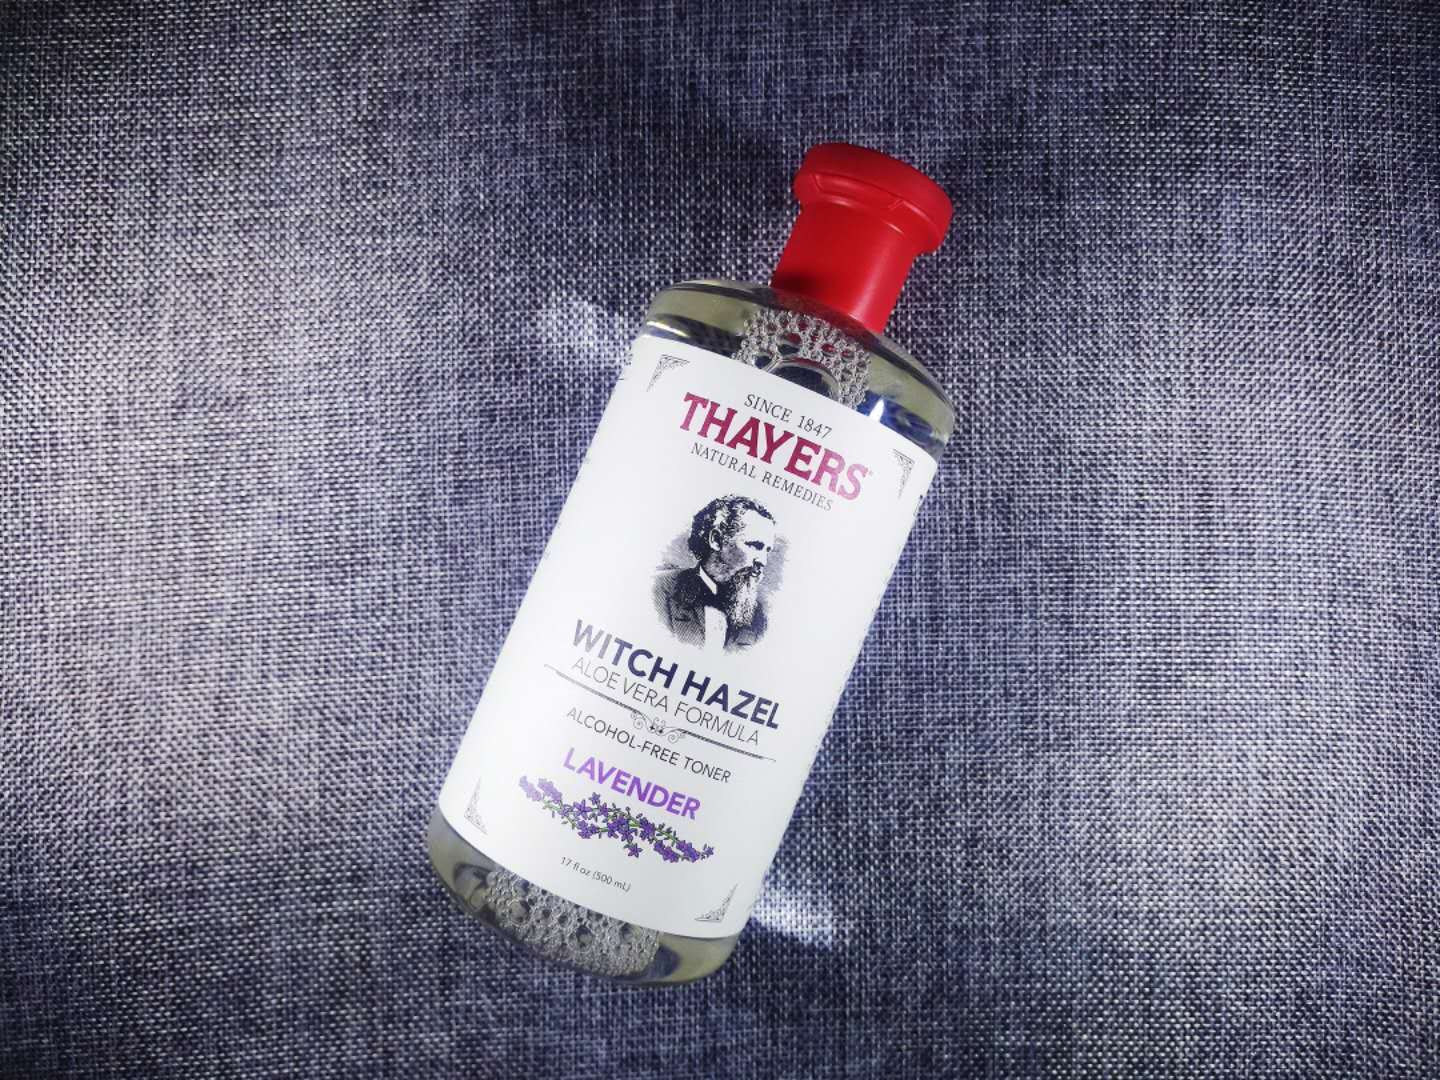 SINCE 1847
THAYERS
NATURAL REMEDIES
WITCH HAZEL
ALOE VERA FORMULA
ALCOHOL-FREE TONER
LAVENDER
17 fl oz (500 mL)